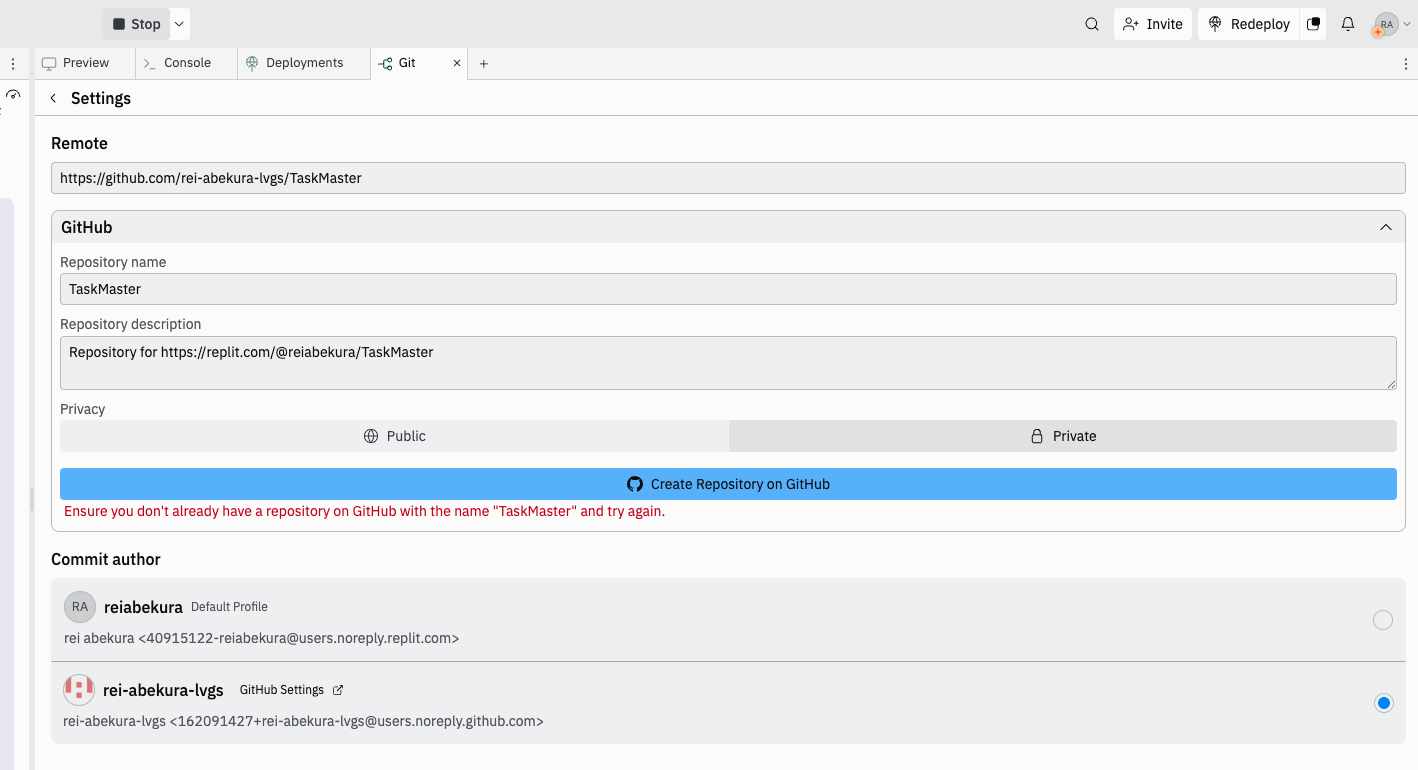 Stop
Invite
Redeploy
RA
Preview
Console
Deployments
Git
Settings
Remote
https://github.com/rei-abekura-lvgs/TaskMaster
GitHub
Repository name
TaskMaster
Repository description
Repository for https://replit.com/@reiabekura/TaskMaster
Privacy
Public
Private
Create Repository on GitHub
Ensure you don't already have a repository on GitHub with the name "TaskMaster" and try again.
Commit author
RA reiabekura Default Profile
rei abekura <40915122-reiabekura@users.noreply.replit.com>
rei-abekura-lvgs GitHub Settings
rei-abekura-lvgs <162091427+rei-abekura-lvgs@users.noreply.github.com>